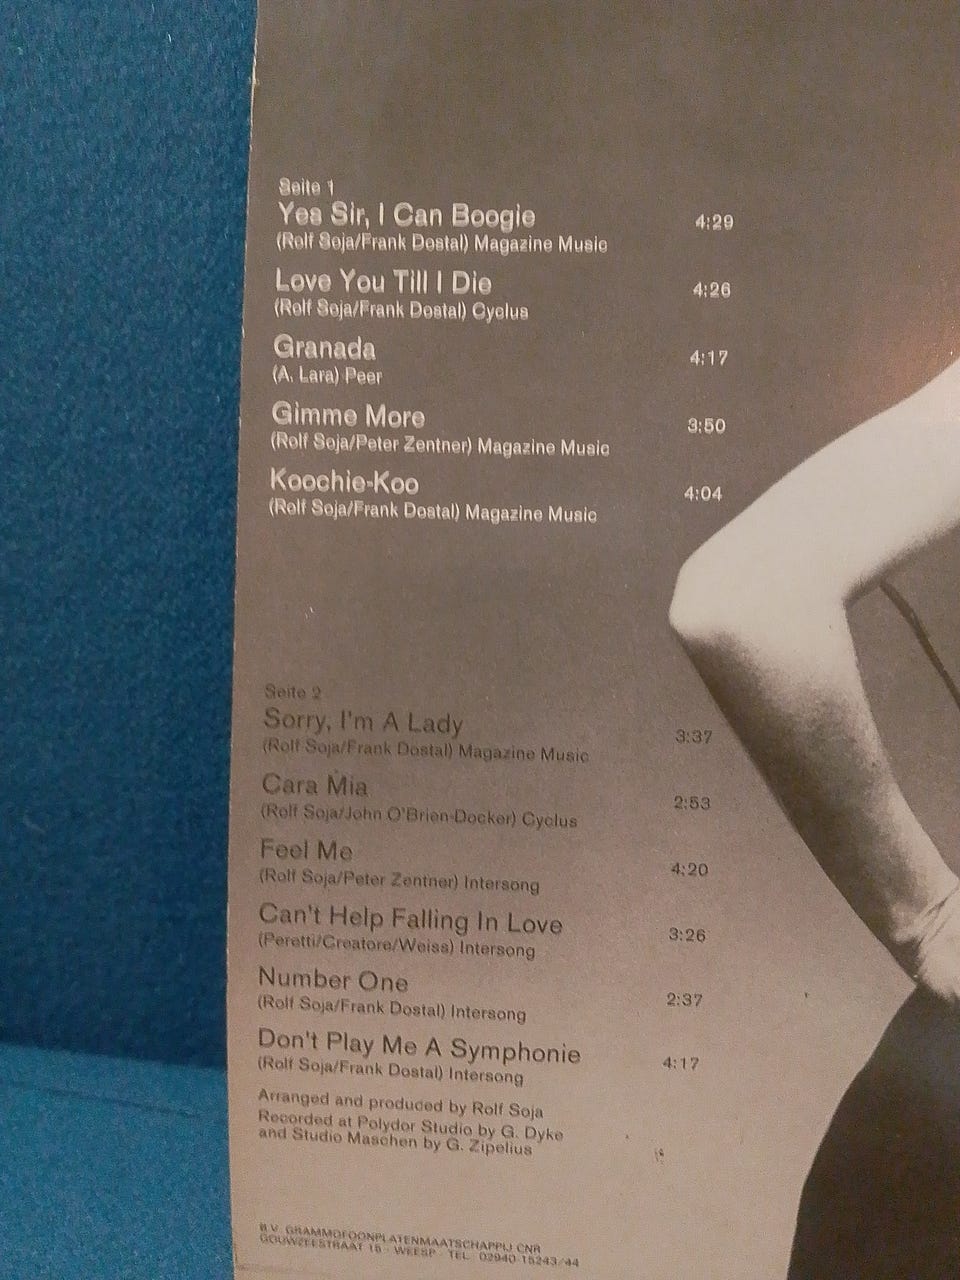 Seite 1
Yes Sir, I Can Boogie 4:29
(Rolf Soja/Frank Dostal) Magazine Music
Love You Till I Die 4:26
(Rolf Soja/Frank Dostal) Cyclus
Granada 4:17
(A. Lara) Peer
Gimme More 3:50
(Rolf Soja/Peter Zentner) Magazine Music
Koochie-Koo 4:04
(Rolf Soja/Frank Dostal) Magazine Music
Seite 2
Sorry, I'm A Lady 3:37
(Rolf Soja/Frank Dostal) Magazine Music
Cara Mia 2:53
(Rolf Soja/John O'Brien-Docker) Cyclus
Feel Me 4:20
(Rolf Soja/Peter Zentner) Intersong
Can't Help Falling In Love 3:26
(Peretti/Creatore/Weiss) Intersong
Number One 2:37
(Rolf Soja/Frank Dostal) Intersong
Don't Play Me A Symphonie 4:17
(Rolf Soja/Frank Dostal) Intersong
Arranged and produced by Rolf Soja
Recorded at Polydor Studio by G. Dyke
and Studio Maschen by G. Zipelius
B.V. GRAMMOFOONPLATENMAATSCHAPPIJ CNR
GOUWZEESTRAAT 15 - WEESP - TEL. 02940-15243/44